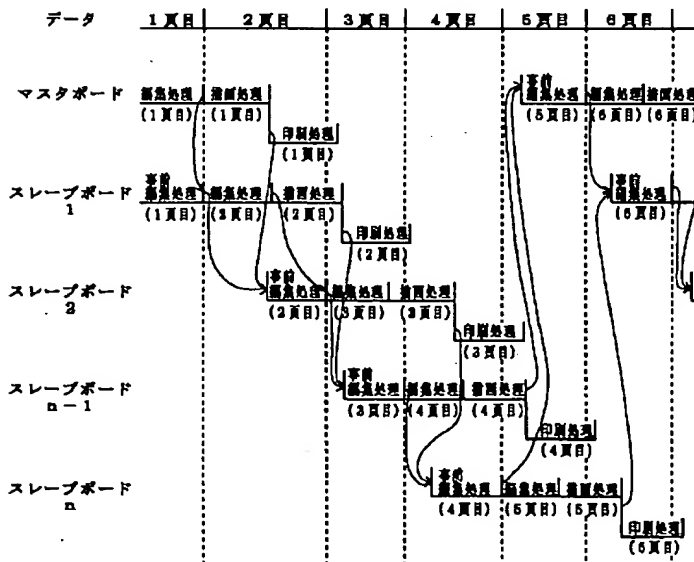 データ 1頁目 2頁目 3頁目 4頁目 5頁目 6頁目
マスタボード 編集処理 描画処理 事前 編集処理 編集処理 描画処理
(1頁目) (1頁目) (5頁目) (6頁目) (6頁目)
印刷処理
(1頁目)
スレーブボード
1
事前
編集処理 編集処理 描画処理 事前 編集処理
(1頁目) (2頁目) (2頁目) (6頁目)
印刷処理
(2頁目)
スレーブボード
2
事前
編集処理 編集処理 描画処理
(2頁目) (3頁目) (3頁目)
印刷処理
(3頁目)
スレーブボード
n-1
事前
編集処理 編集処理 描画処理
(3頁目) (4頁目) (4頁目)
印刷処理
(4頁目)
スレーブボード
n
事前
編集処理 編集処理 描画処理
(4頁目) (5頁目) (5頁目)
印刷処理
(5頁目)